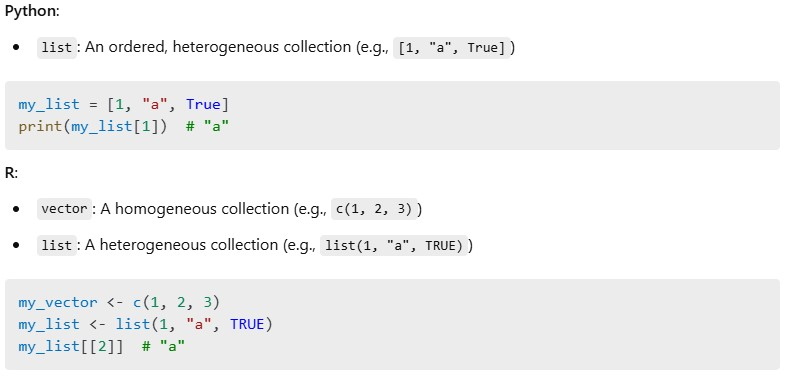 Python:
• list: An ordered, heterogeneous collection (e.g., [1, "a", True])
my_list = [1, "a", True]
print(my_list[1])  # "a"
R:
• vector: A homogeneous collection (e.g., c(1, 2, 3))
• list: A heterogeneous collection (e.g., list(1, "a", TRUE))
my_vector <- c(1, 2, 3)
my_list <- list(1, "a", TRUE)
my_list[[2]]  # "a"